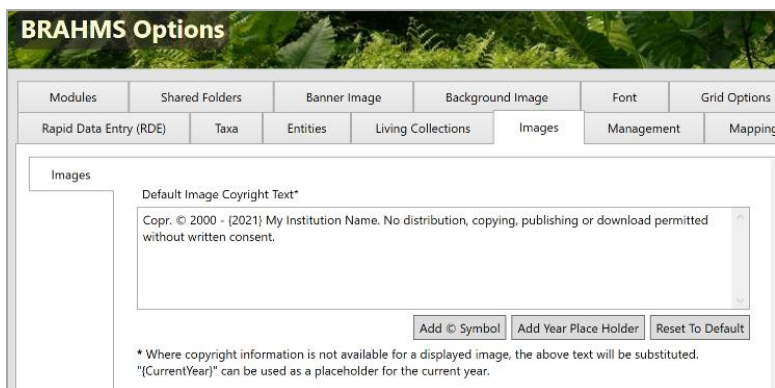 BRAHMS Options
Modules Shared Folders Banner Image Background Image Font Grid Options
Rapid Data Entry (RDE) Taxa Entities Living Collections Images Management Mapping
Images
Default Image Coyright Text*
Copr. © 2000 - {2021} My Institution Name. No distribution, copying, publishing or download permitted
without written consent.
Add © Symbol Add Year Place Holder Reset To Default
* Where copyright information is not available for a displayed image, the above text will be substituted.
"{CurrentYear}" can be used as a placeholder for the current year.